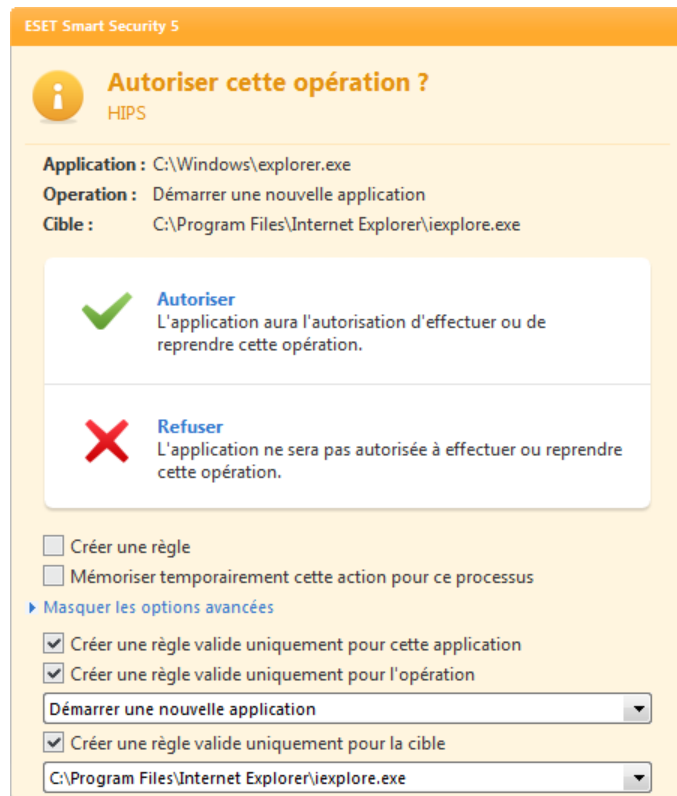 ESET Smart Security 5
Autoriser cette opération ?
HIPS
Application : C:\Windows\explorer.exe
Operation : Démarrer une nouvelle application
Cible : C:\Program Files\Internet Explorer\iexplore.exe
Autoriser
L'application aura l'autorisation d'effectuer ou de
reprendre cette opération.
Refuser
L'application ne sera pas autorisée à effectuer ou reprendre
cette opération.
Créer une règle
Mémoriser temporairement cette action pour ce processus
Masquer les options avancées
Créer une règle valide uniquement pour cette application
Créer une règle valide uniquement pour l'opération
Démarrer une nouvelle application
Créer une règle valide uniquement pour la cible
C:\Program Files\Internet Explorer\iexplore.exe